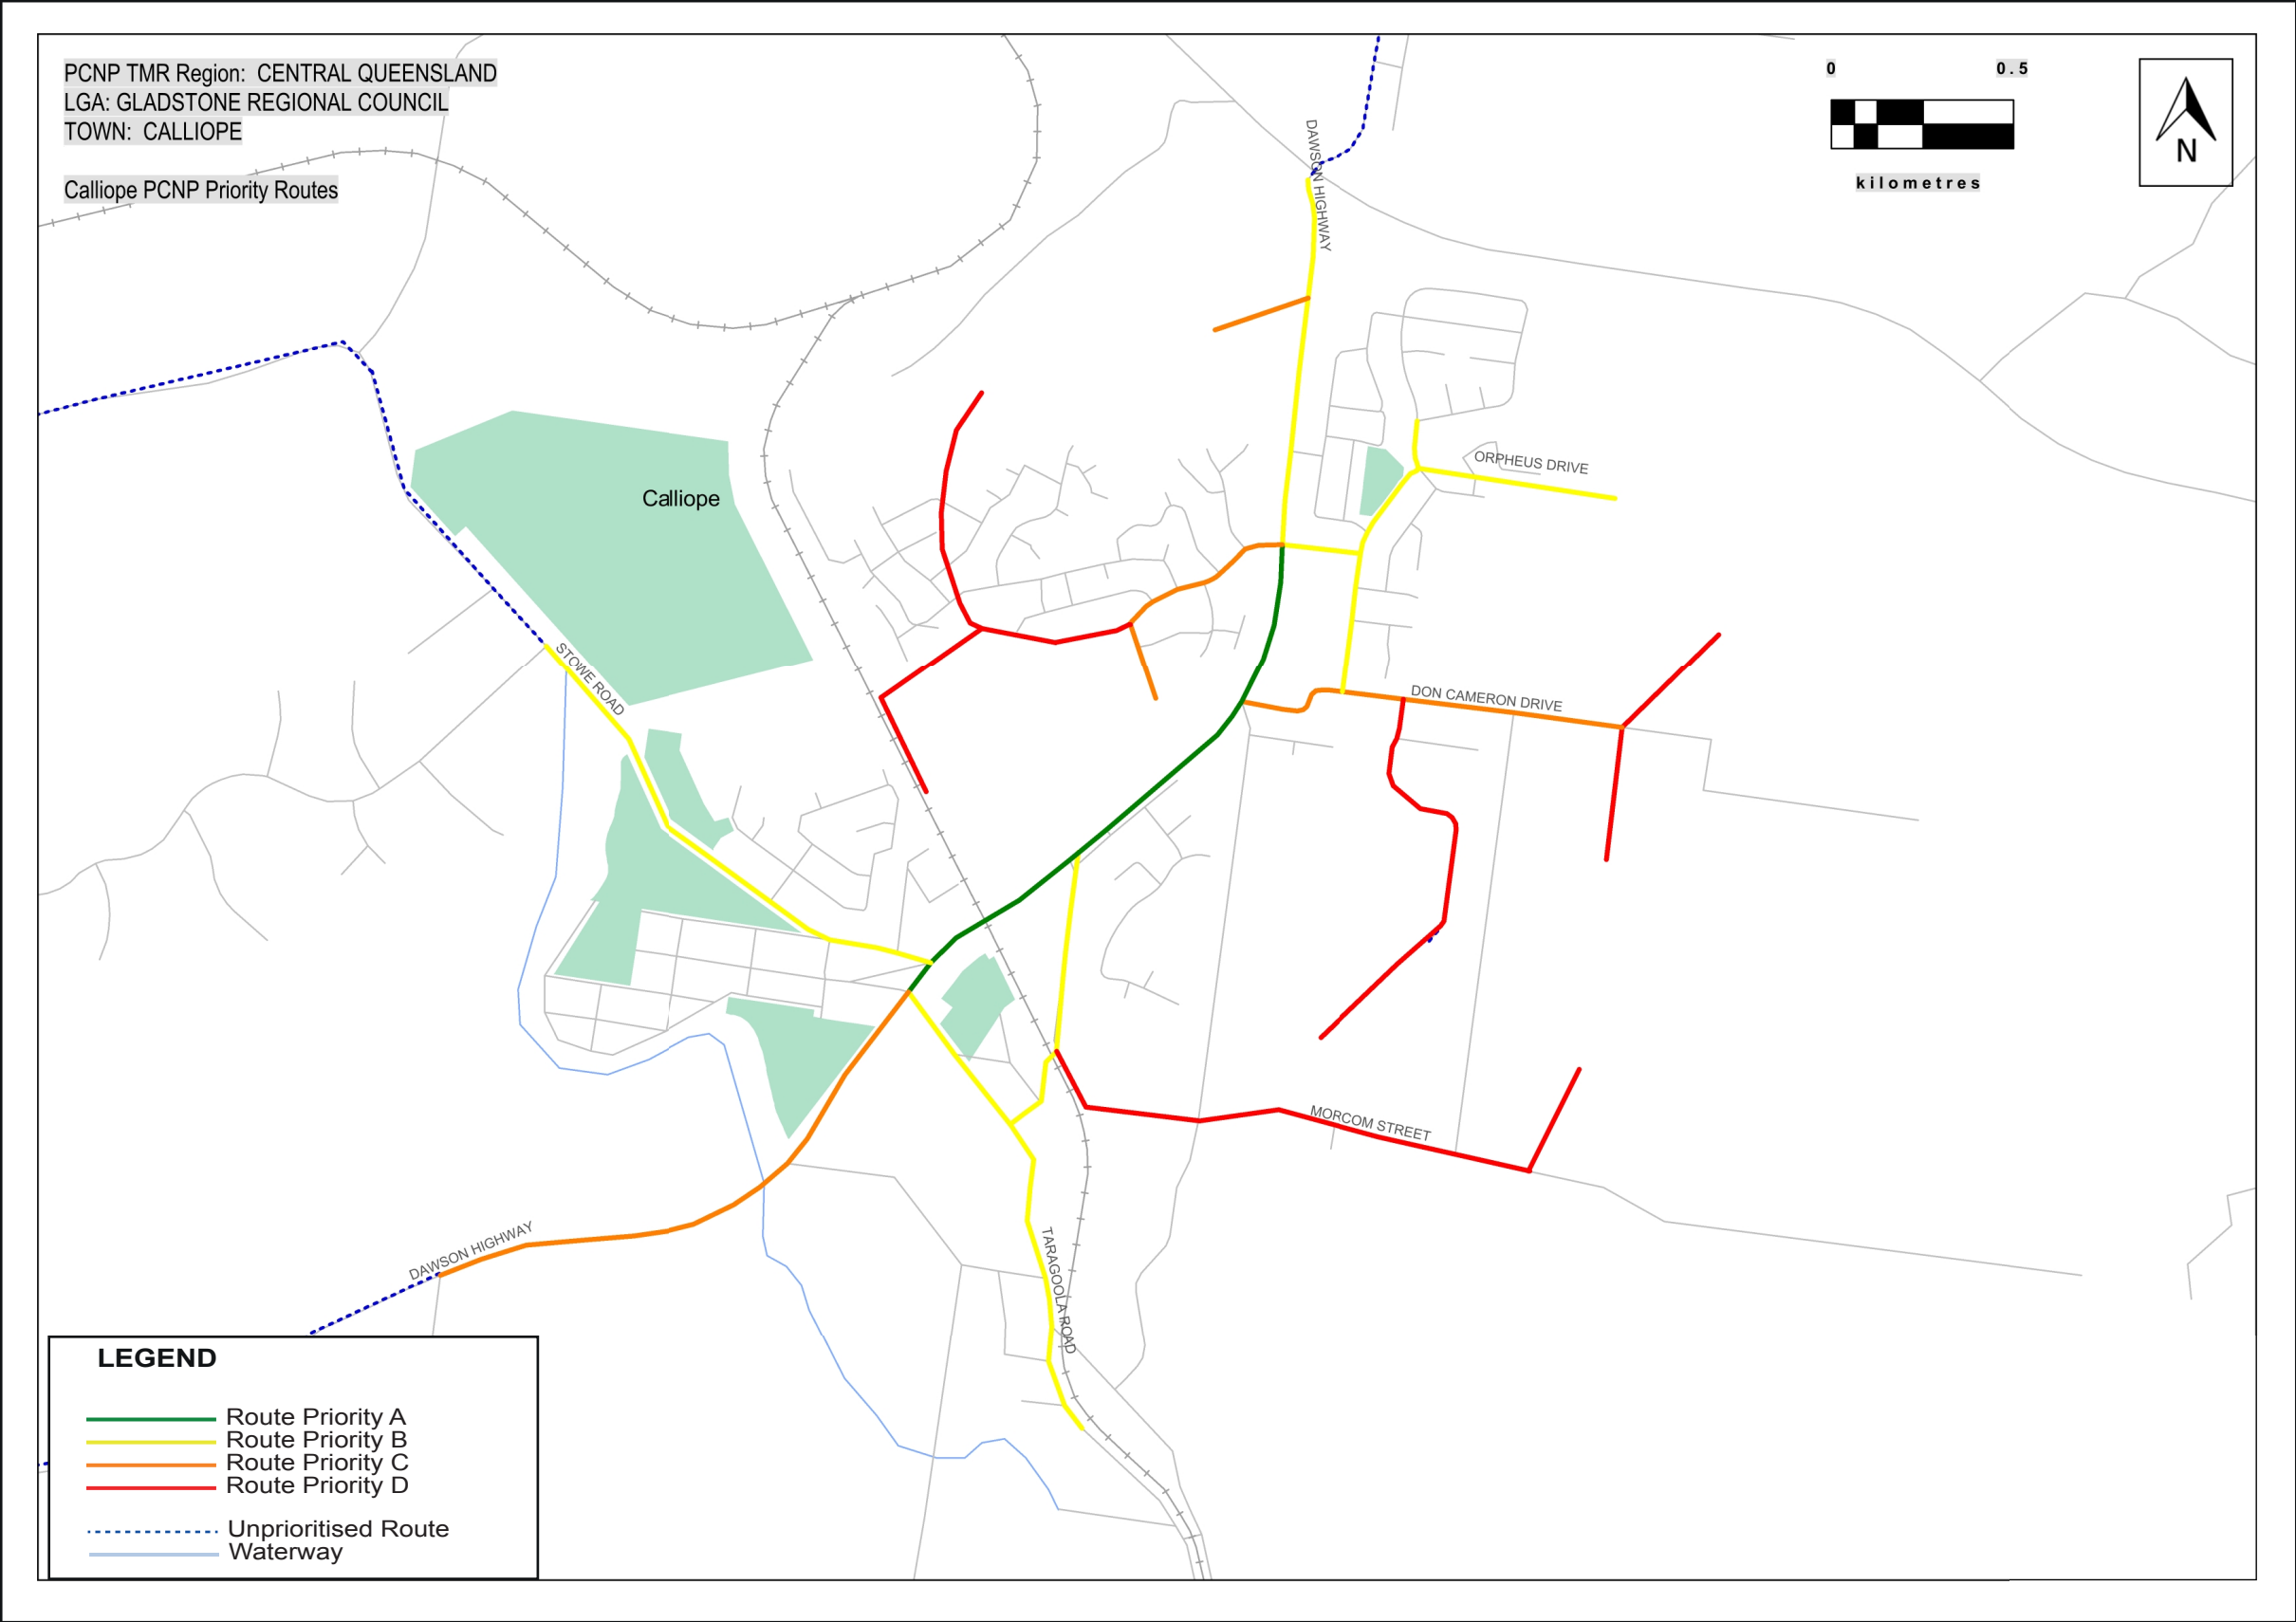 PCNP TMR Region: CENTRAL QUEENSLAND
LGA: GLADSTONE REGIONAL COUNCIL
TOWN: CALLIOPE
Calliope PCNP Priority Routes
0 0.5
kilometres
N
DAWSON HIGHWAY
ORPHEUS DRIVE
Calliope
STOWE ROAD
DON CAMERON DRIVE
MORCOM STREET
DAWSON HIGHWAY
TARAGOOLA ROAD
LEGEND
Route Priority A
Route Priority B
Route Priority C
Route Priority D
Unprioritised Route
Waterway